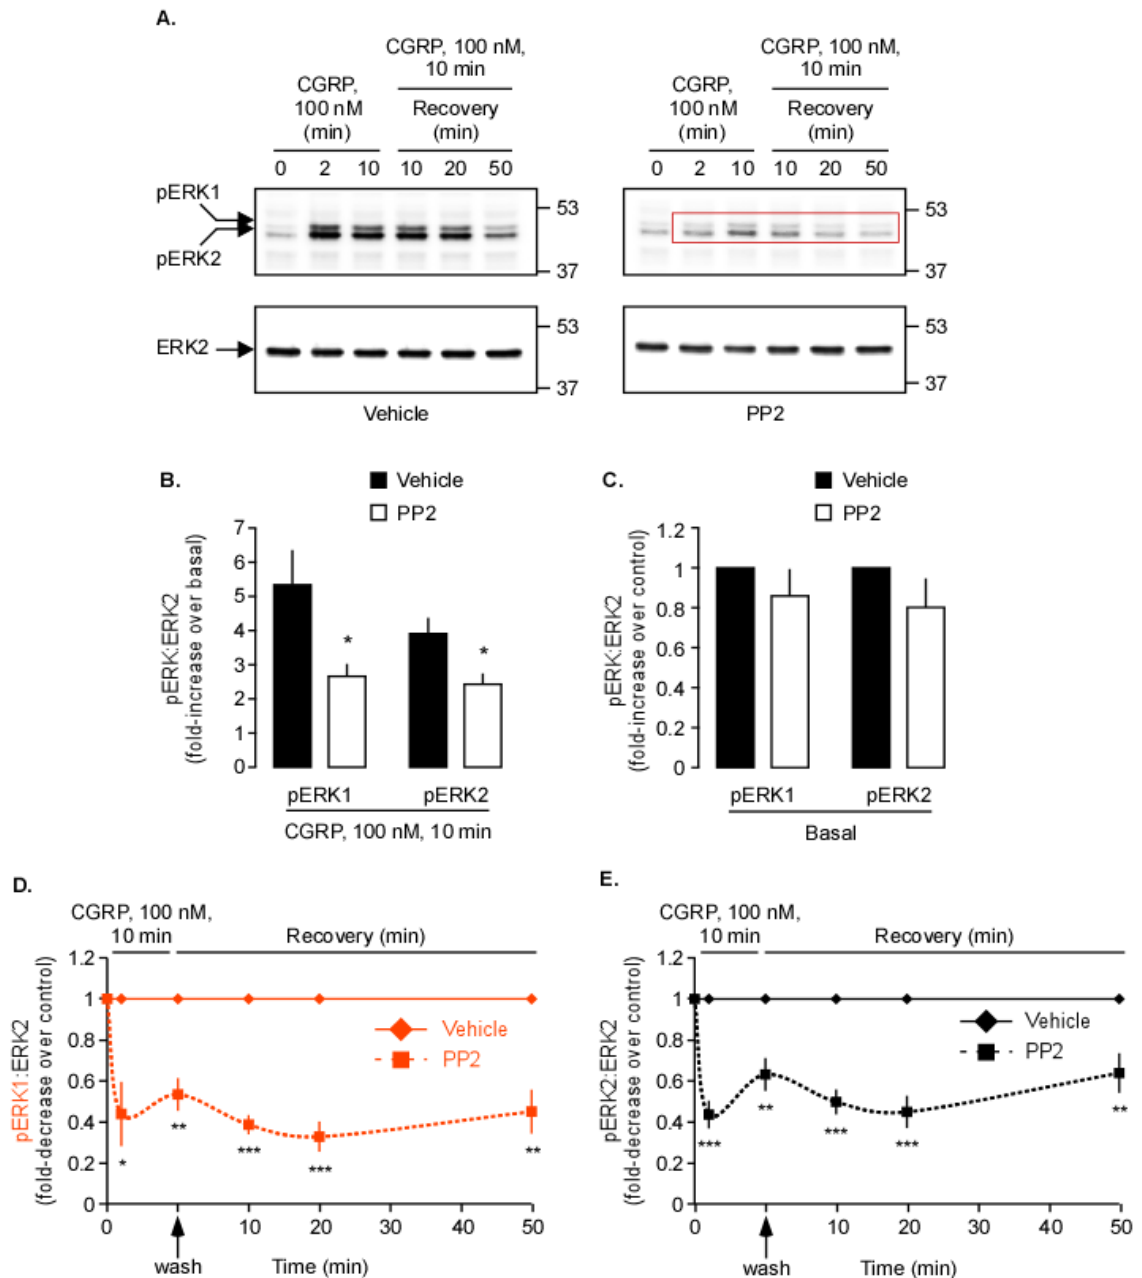 A.
CGRP, 100 nM,
10 min
CGRP,
100 nM
(min)
Recovery
(min)
0 2 10 10 20 50
pERK1
pERK2
53
37
ERK2
53
37
Vehicle
CGRP, 100 nM,
10 min
CGRP,
100 nM
(min)
Recovery
(min)
0 2 10 10 20 50
53
37
53
37
PP2
B.
Vehicle
PP2
pERK:ERK2
(fold-increase over basal)
7
6
5
4
3
2
1
0
*
*
pERK1 pERK2
CGRP, 100 nM, 10 min
C.
Vehicle
PP2
pERK:ERK2
(fold-increase over control)
1.2
1
0.8
0.6
0.4
0.2
0
pERK1 pERK2
Basal
D.
CGRP, 100 nM,
10 min Recovery (min)
pERK1:ERK2
(fold-decrease over control)
1.2
1
0.8
0.6
0.4
0.2
0
Vehicle
PP2
* ** *** *** **
0 10 20 30 40 50
wash Time (min)
E.
CGRP, 100 nM,
10 min Recovery (min)
pERK2:ERK2
(fold-decrease over control)
1.2
1
0.8
0.6
0.4
0.2
0
Vehicle
PP2
*** ** *** *** **
0 10 20 30 40 50
wash Time (min)